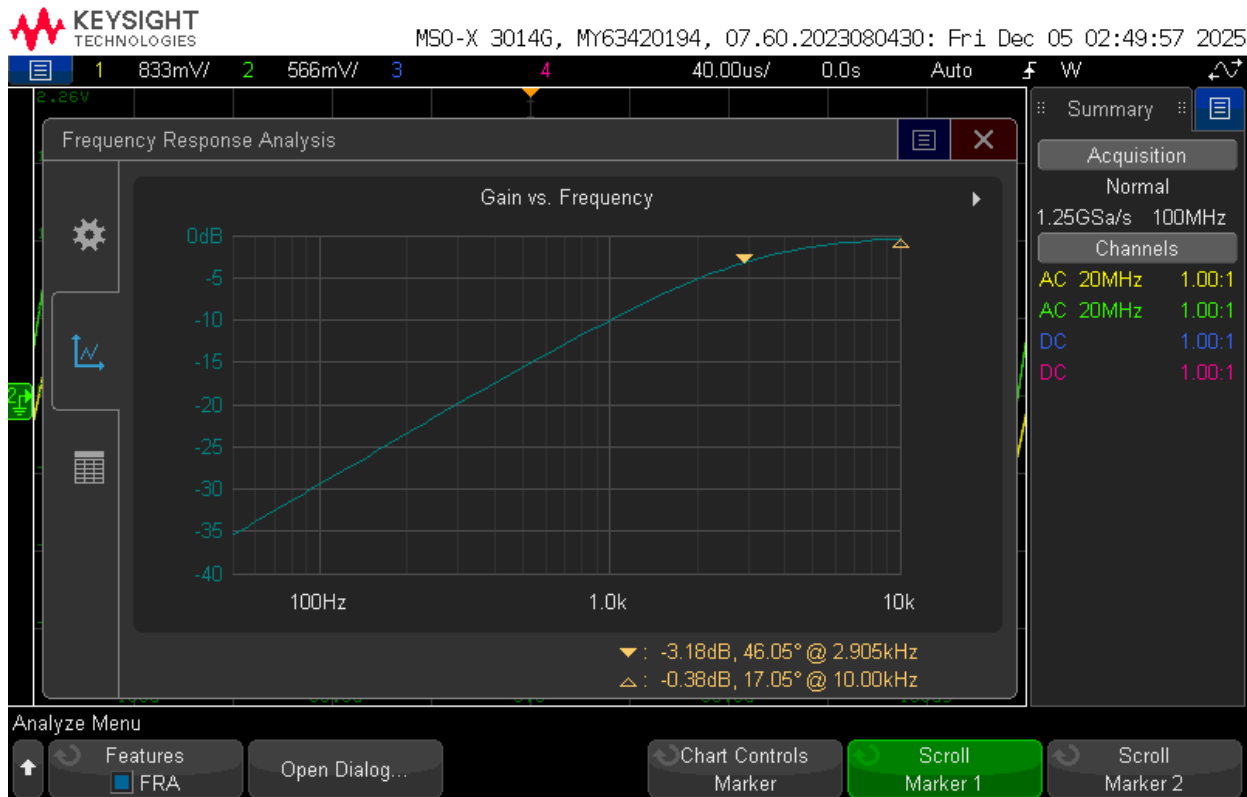 KEYSIGHT
TECHNOLOGIES
MSO-X 3014G, MY63420194, 07.60.2023080430: Fri Dec 05 02:49:57 2025
1 833mV/ 2 566mV/ 3 4 40.00us/ 0.0s Auto W
2.26V
Summary
Frequency Response Analysis
Acquisition
Normal
1.25GSa/s 100MHz
Channels
AC 20MHz 1.00:1
AC 20MHz 1.00:1
DC 1.00:1
DC 1.00:1
Gain vs. Frequency
0dB
-5
-10
-15
-20
-25
-30
-35
-40
100Hz 1.0k 10k
2
: -3.18dB, 46.05° @ 2.905kHz
: -0.38dB, 17.05° @ 10.00kHz
Analyze Menu
Features
FRA
Open Dialog...
Chart Controls
Marker
Scroll
Marker 1
Scroll
Marker 2